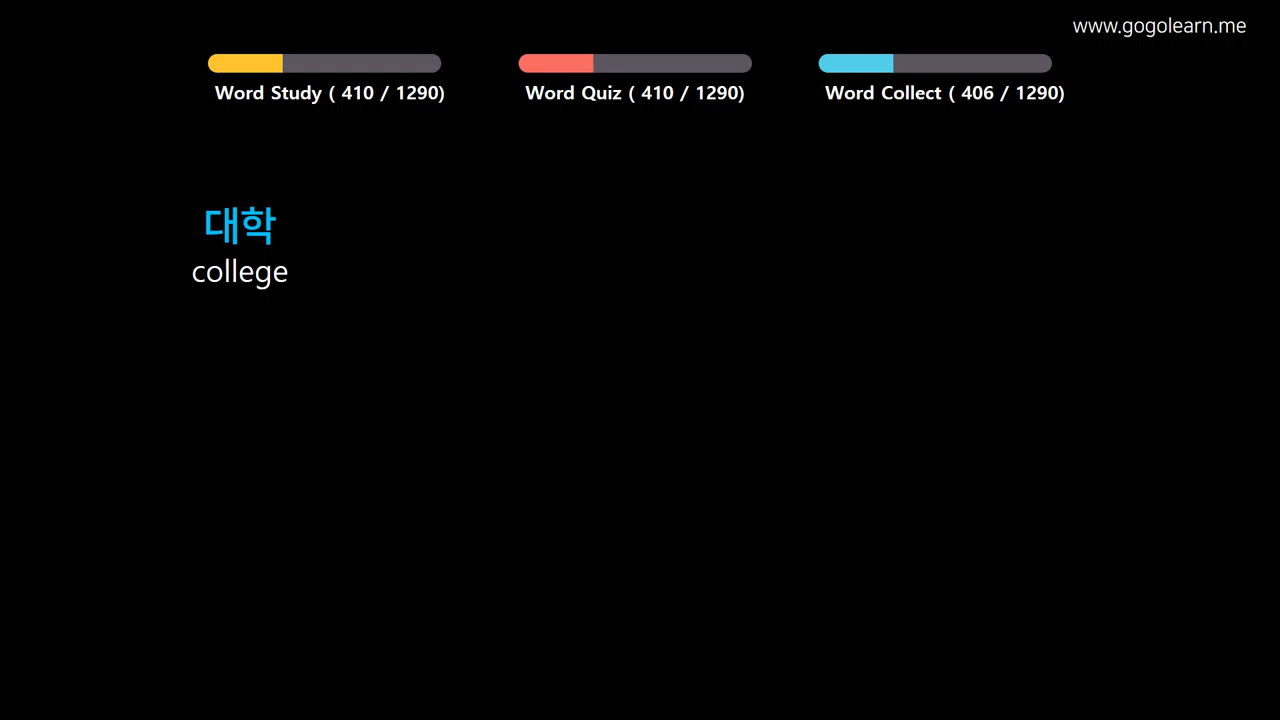 www.gogolearn.me
Word Study ( 410 / 1290)
Word Quiz ( 410 / 1290)
Word Collect ( 406 / 1290)
대학
college